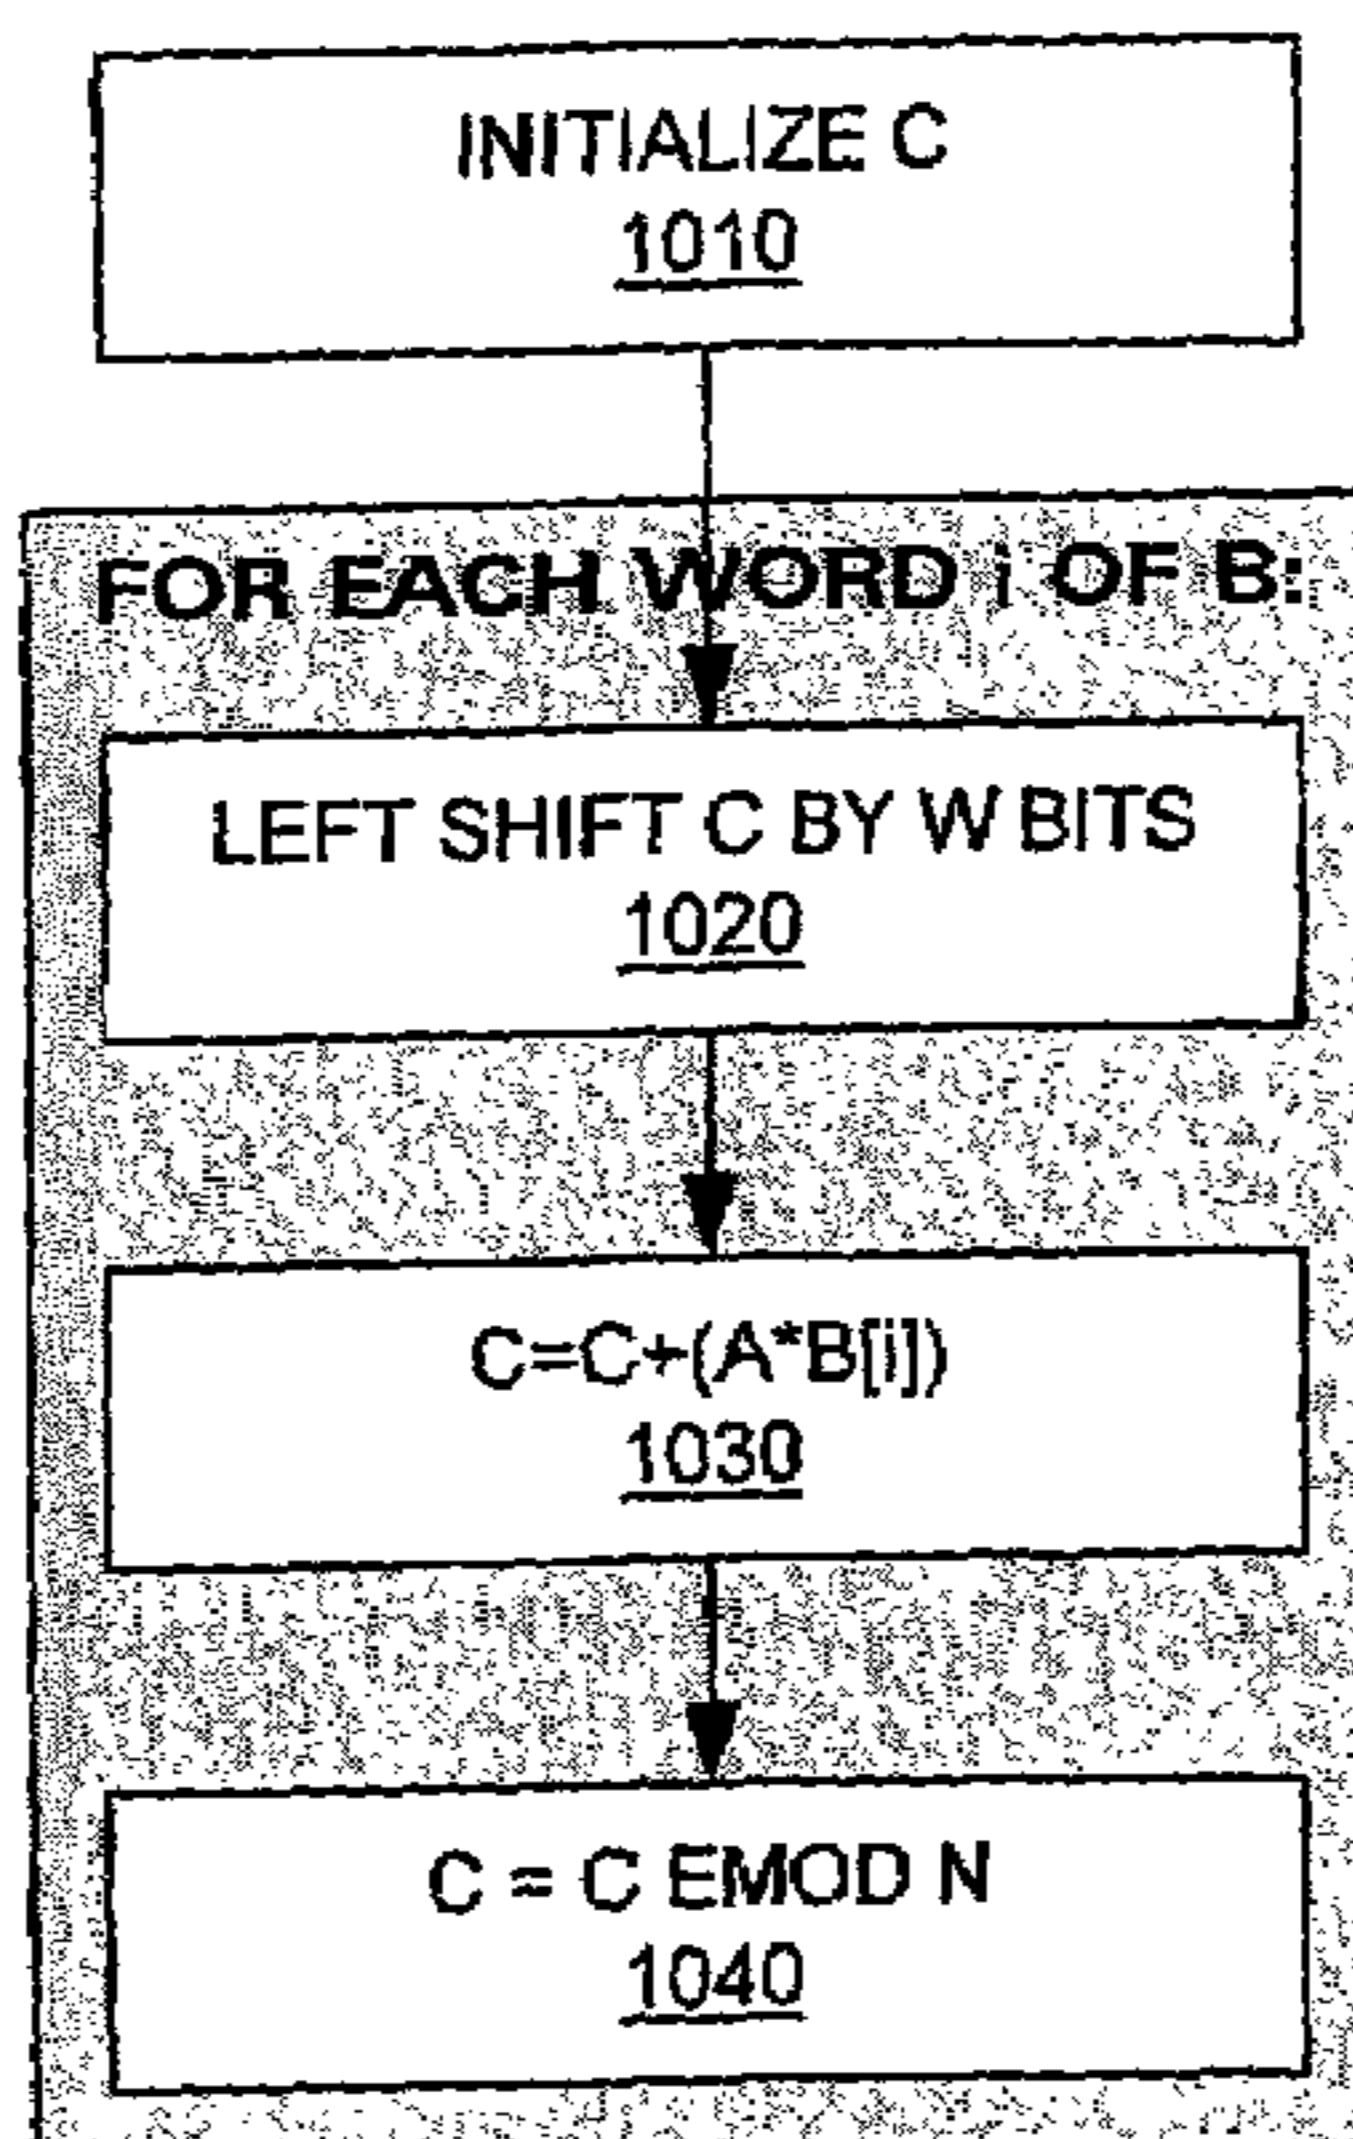 INITIALIZE C
1010
FOR EACH WORD i OF B:
LEFT SHIFT C BY W BITS
1020
C=C+(A*B[i])
1030
C = C EMOD N
1040